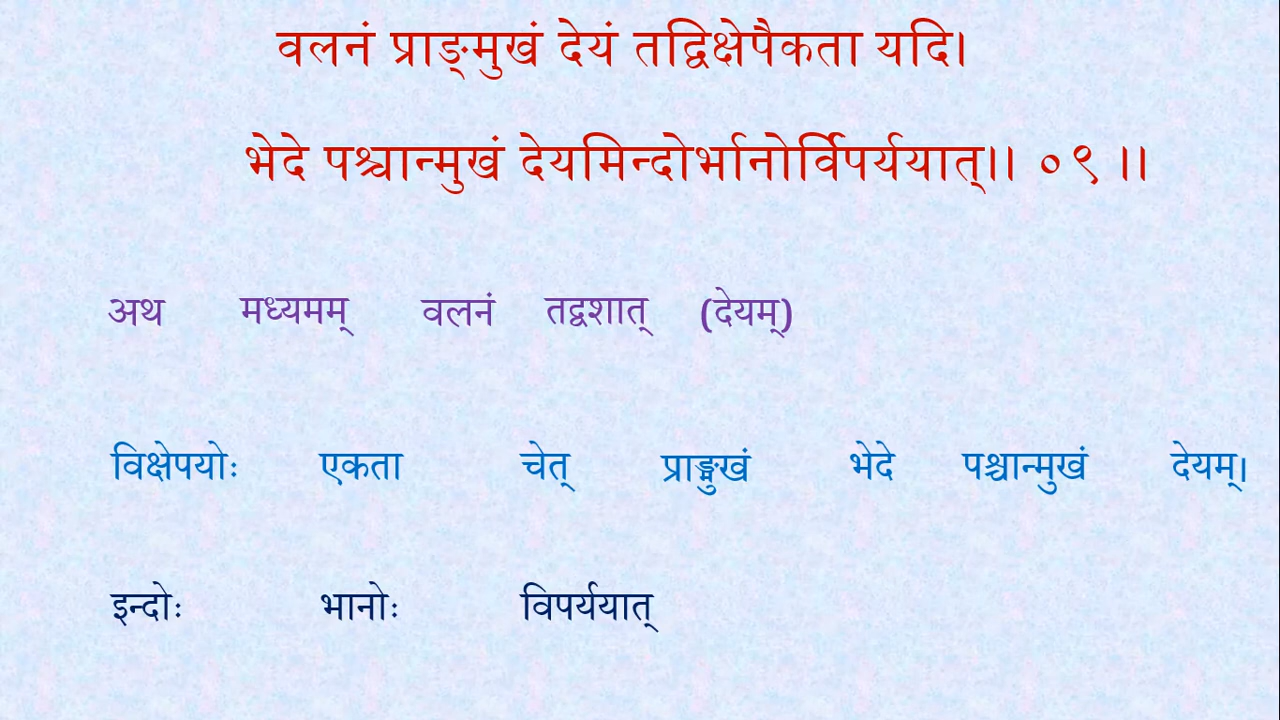 वलनं प्राङ्‌मुखं देयं तद्विक्षेपैकता यदि।
भेदे पश्चान्मुखं देयमिन्दोर्भानोर्विपर्ययात्।। ०९ ।।
अथ मध्यमम् वलनं तद्वशात् (देयम्)
विक्षेपयोः एकता चेत् प्राङ्मुखं भेदे पश्चान्मुखं देयम्।
इन्दोः भानोः विपर्ययात्